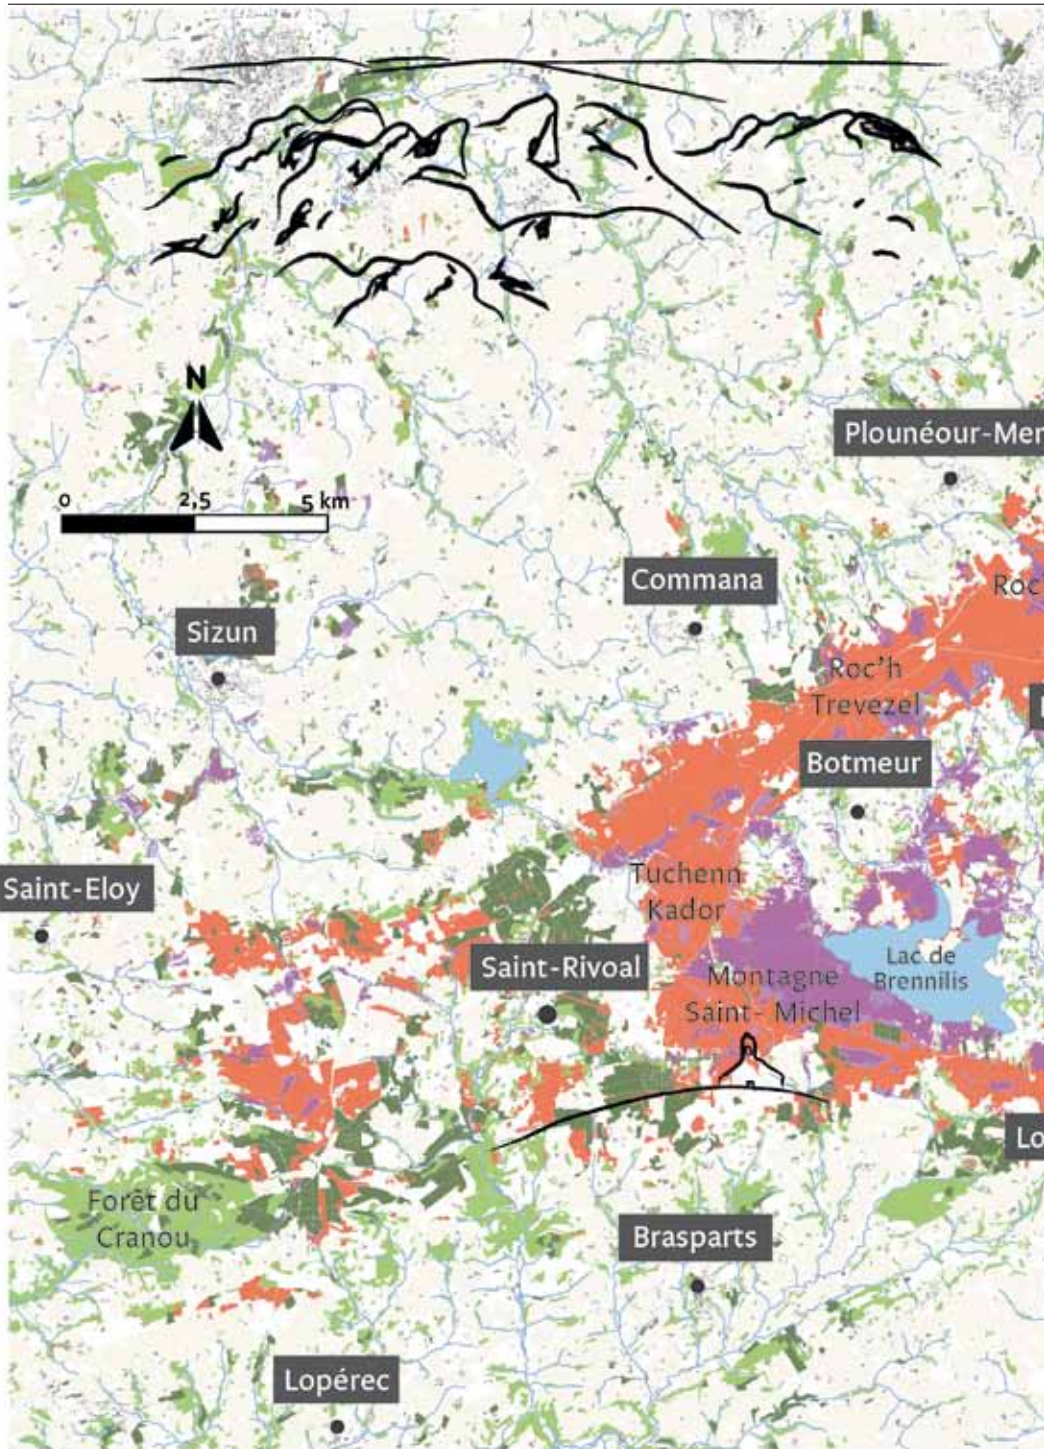 N
0 2,5 5 km
Plounéour-Mer
Commana
Roc'
Sizun
Roc'h
Trevezel
Botmeur
Tuchenn
Kador
Saint-Eloy
Saint-Rivoal
Lac de
Brennilis
Montagne
Saint- Michel
Lo
Forêt du
Cranou
Brasparts
Lopérec